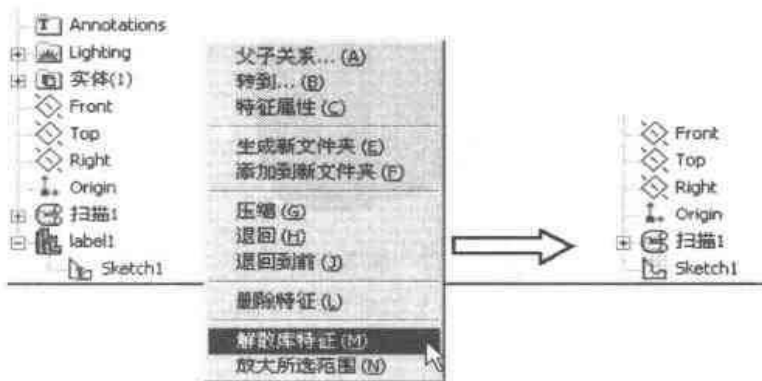 Annotations
Lighting
实体(1)
Front
Top
Right
Origin
扫描1
label1
Sketch1
父子关系... (A)
转到... (B)
特征属性 (C)
生成新文件夹 (E)
添加到新文件夹 (F)
压缩 (G)
退回 (H)
退回到前 (J)
删除特征 (L)
解散库特征 (M)
放大所选范围 (N)
Front
Top
Right
Origin
扫描1
Sketch1